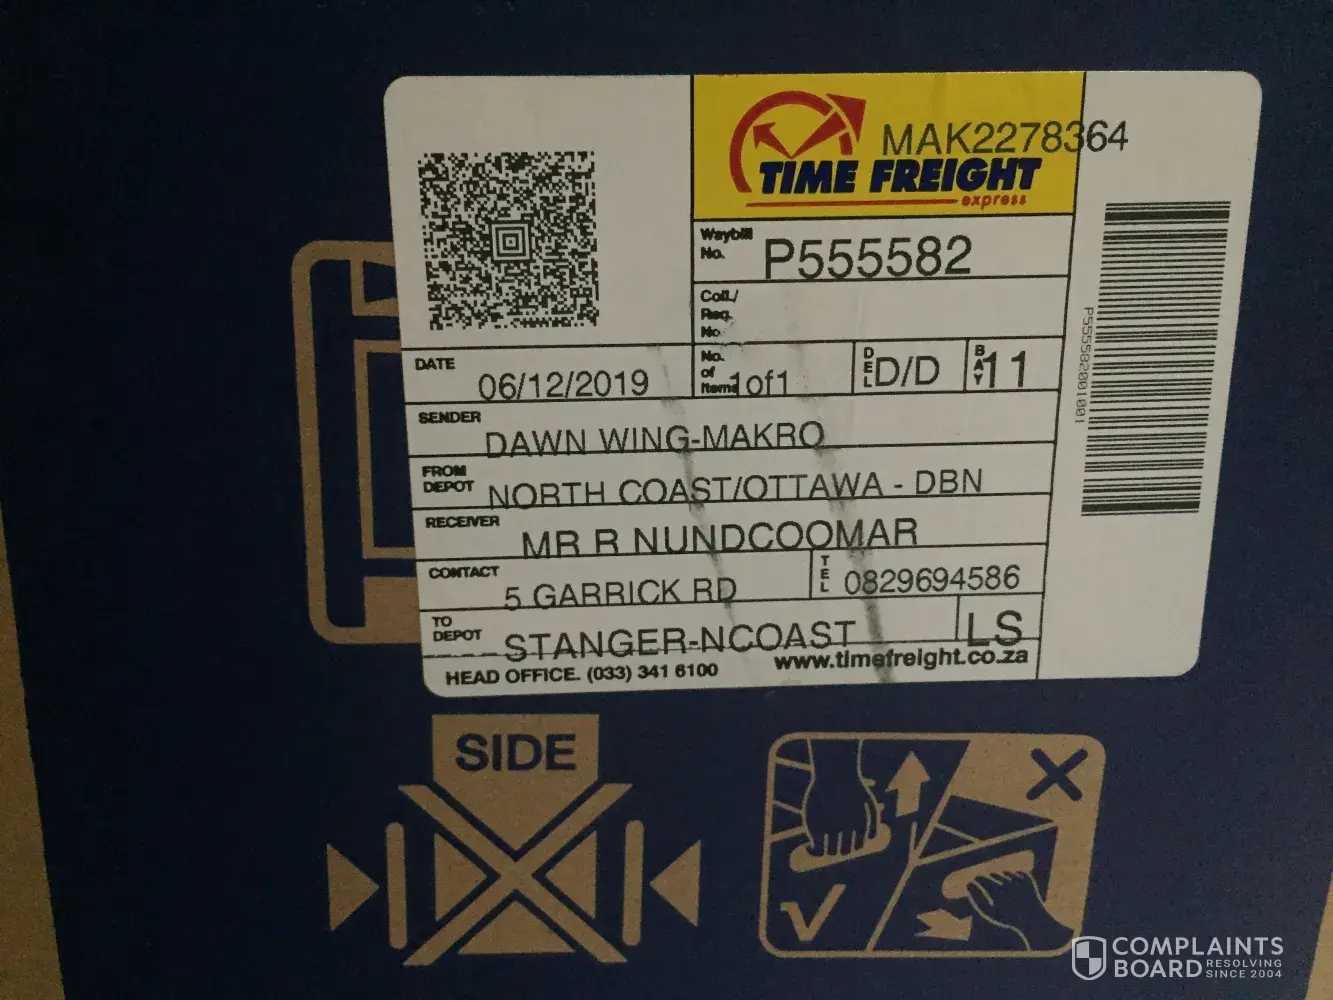 MAK2278364
TIME FREIGHT
express
Waybill No. P555582
Coll./ Req. No
DATE 06/12/2019
No. of Items 1of1
DEL D/D
BAY 11
SENDER DAWN WING-MAKRO
FROM DEPOT NORTH COAST/OTTAWA - DBN
RECEIVER MR R NUNDCOOMAR
CONTACT 5 GARRICK RD
TEL 0829694586
TO DEPOT STANGER-NCOAST
LS
HEAD OFFICE. (033) 341 6100
www.timefreight.co.za
P555582001001
SIDE
COMPLAINTS
BOARD RESOLVING SINCE 2004